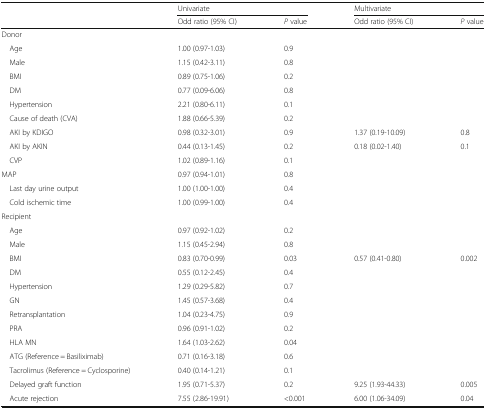 Univariate Multivariate
Odd ratio (95% CI) P value Odd ratio (95% CI) P value
Donor
Age 1.00 (0.97-1.03) 0.9
Male 1.15 (0.42-3.11) 0.8
BMI 0.89 (0.75-1.06) 0.2
DM 0.77 (0.09-6.06) 0.8
Hypertension 2.21 (0.80-6.11) 0.1
Cause of death (CVA) 1.88 (0.66-5.39) 0.2
AKI by KDIGO 0.98 (0.32-3.01) 0.9 1.37 (0.19-10.09) 0.8
AKI by AKIN 0.44 (0.13-1.45) 0.2 0.18 (0.02-1.40) 0.1
CVP 1.02 (0.89-1.16) 0.1
MAP 0.97 (0.94-1.01) 0.8
Last day urine output 1.00 (1.00-1.00) 0.4
Cold ischemic time 1.00 (0.99-1.00) 0.4
Recipient
Age 0.97 (0.92-1.02) 0.2
Male 1.15 (0.45-2.94) 0.8
BMI 0.83 (0.70-0.99) 0.03 0.57 (0.41-0.80) 0.002
DM 0.55 (0.12-2.45) 0.4
Hypertension 1.29 (0.29-5.82) 0.7
GN 1.45 (0.57-3.68) 0.4
Retransplantation 1.04 (0.23-4.75) 0.9
PRA 0.96 (0.91-1.02) 0.2
HLA MN 1.64 (1.03-2.62) 0.04
ATG (Reference = Basiliximab) 0.71 (0.16-3.18) 0.6
Tacrolimus (Reference = Cyclosporine) 0.40 (0.14-1.21) 0.1
Delayed graft function 1.95 (0.71-5.37) 0.2 9.25 (1.93-44.33) 0.005
Acute rejection 7.55 (2.86-19.91) <0.001 6.00 (1.06-34.09) 0.04